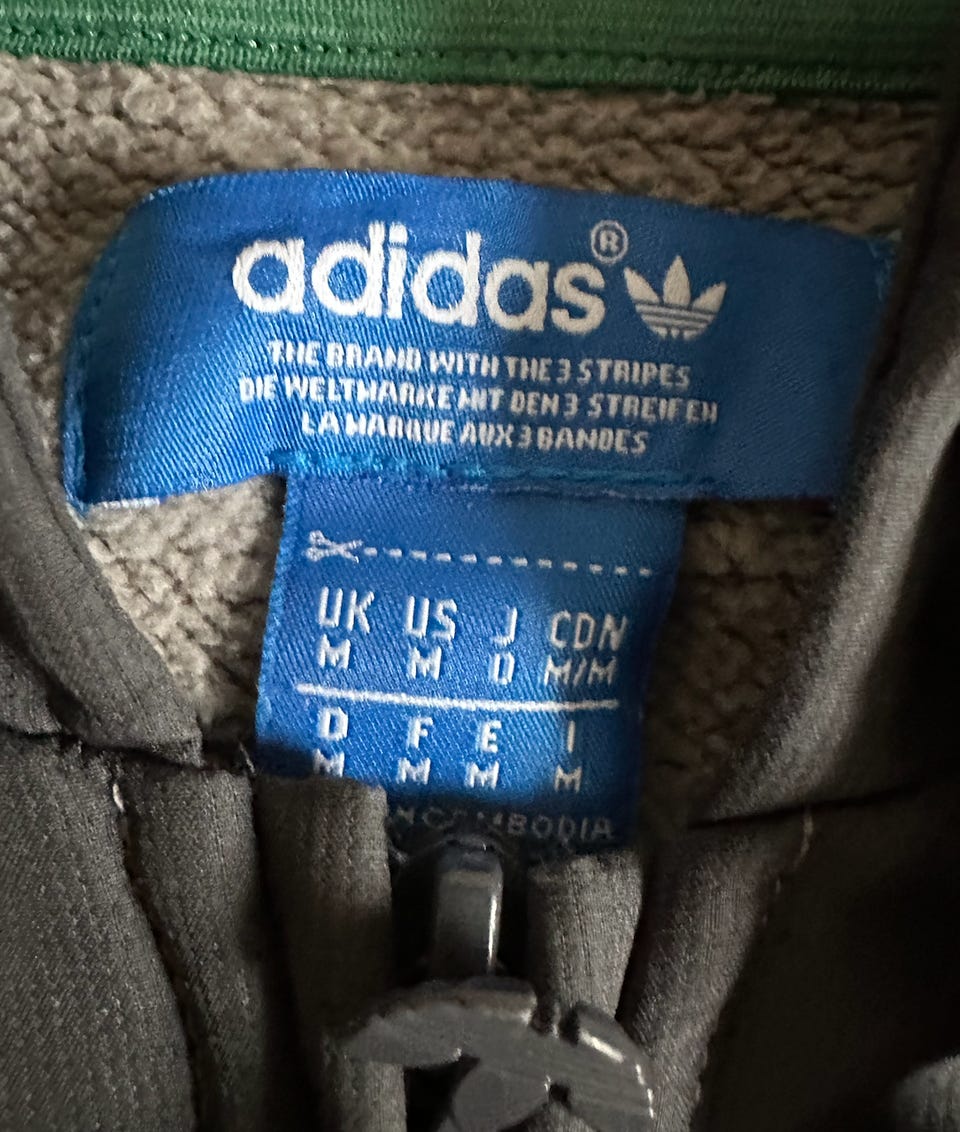 adidas®
THE BRAND WITH THE 3 STRIPES
DIE WELTMARKE MIT DEN 3 STREIFEN
LA MARQUE AUX 3 BANDES
UK US J CDN
M M O M/M
D F E I
M M M M
CAMBODIA